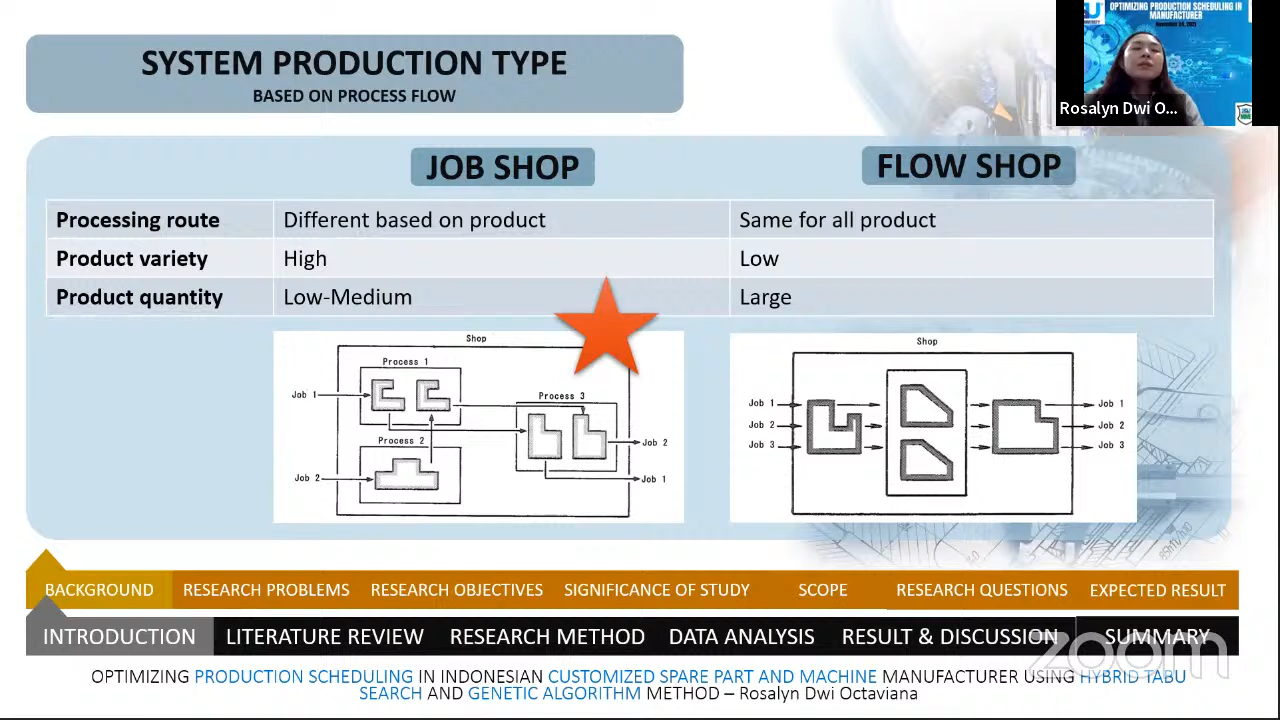 SYSTEM PRODUCTION TYPE
BASED ON PROCESS FLOW
OPTIMIZING PRODUCTION SCHEDULING IN
MANUFACTURER
Rosalyn Dwi O...
JOB SHOP
FLOW SHOP
Processing route Different based on product Same for all product
Product variety High Low
Product quantity Low-Medium Large
Shop
Process 1
Job 1
Process 3
Process 2
Job 2
Job 2
Job 1
Shop
Job 1
Job 1
Job 2
Job 2
Job 3
Job 3
BACKGROUND RESEARCH PROBLEMS RESEARCH OBJECTIVES SIGNIFICANCE OF STUDY SCOPE RESEARCH QUESTIONS EXPECTED RESULT
INTRODUCTION LITERATURE REVIEW RESEARCH METHOD DATA ANALYSIS RESULT & DISCUSSION SUMMARY
zoom
OPTIMIZING PRODUCTION SCHEDULING IN INDONESIAN CUSTOMIZED SPARE PART AND MACHINE MANUFACTURER USING HYBRID TABU
SEARCH AND GENETIC ALGORITHM METHOD – Rosalyn Dwi Octaviana